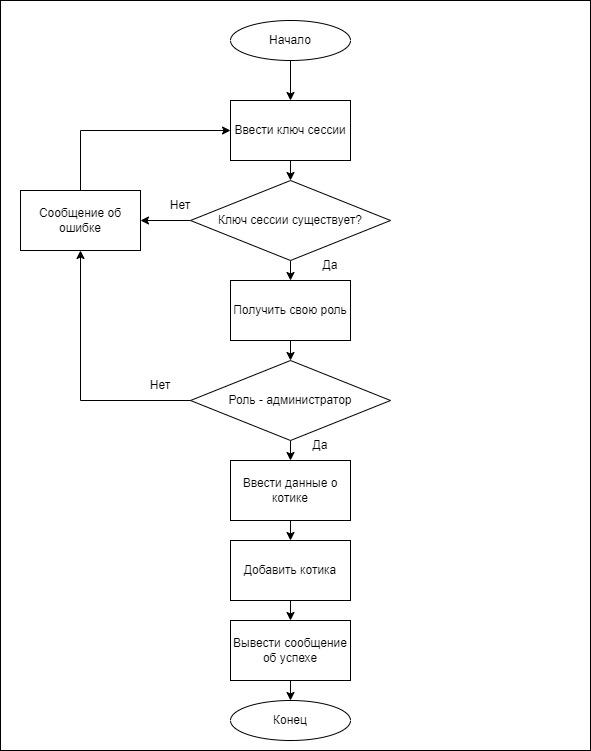 Начало
Ввести ключ сессии
Нет
Сообщение об
ошибке
Ключ сессии существует?
Да
Получить свою роль
Нет
Роль - администратор
Да
Ввести данные о
котике
Добавить котика
Вывести сообщение
об успехе
Конец